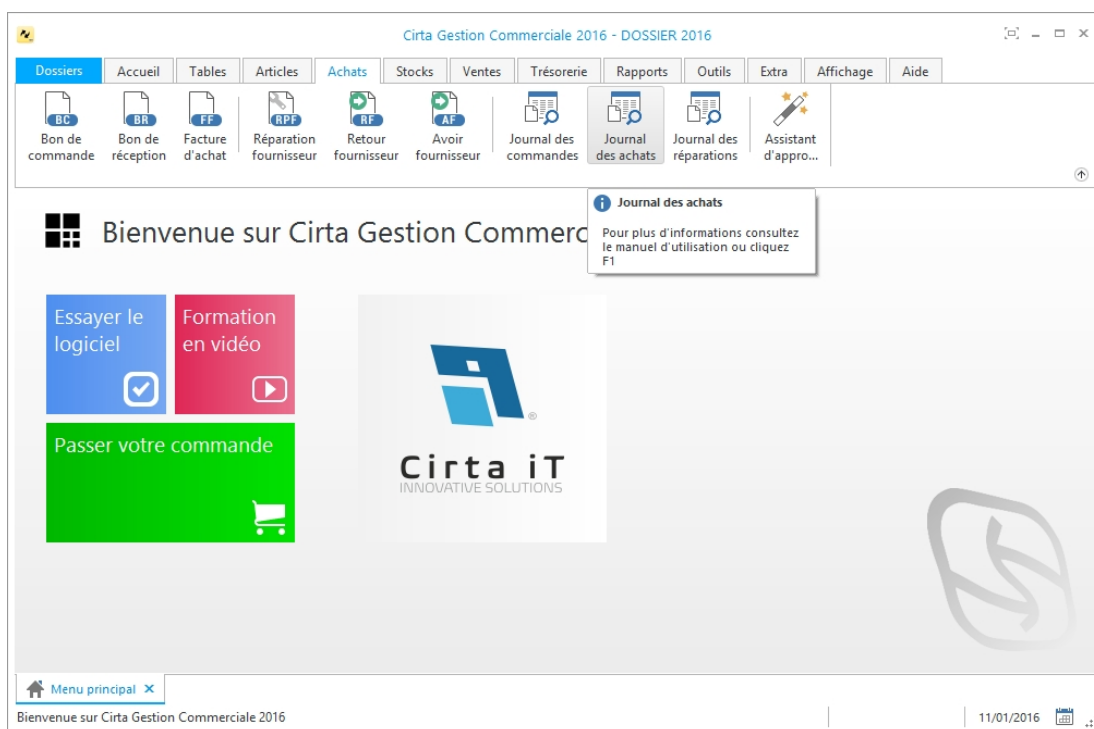 Cirta Gestion Commerciale 2016 - DOSSIER 2016
Dossiers Accueil Tables Articles Achats Stocks Ventes Trésorerie Rapports Outils Extra Affichage Aide
BC BR FF RPF RF AF
Bon de commande
Bon de réception
Facture d'achat
Réparation fournisseur
Retour fournisseur
Avoir fournisseur
Journal des commandes
Journal des achats
Journal des réparations
Assistant d'appro...
Journal des achats
Pour plus d'informations consultez
le manuel d'utilisation ou cliquez
F1
Bienvenue sur Cirta Gestion Commerc
Essayer le
logiciel
Formation
en vidéo
Passer votre commande
Cirta iT
INNOVATIVE SOLUTIONS
Menu principal
Bienvenue sur Cirta Gestion Commerciale 2016
11/01/2016